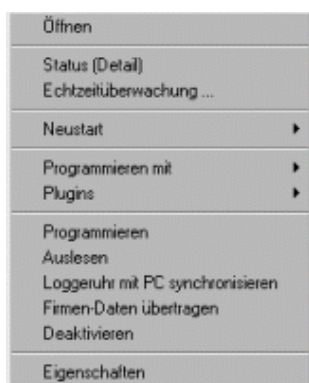 Öffnen
Status (Detail)
Echtzeitüberwachung ...
Neustart
Programmieren mit
Plugins
Programmieren
Auslesen
Loggeruhr mit PC synchronisieren
Firmen-Daten übertragen
Deaktivieren
Eigenschaften